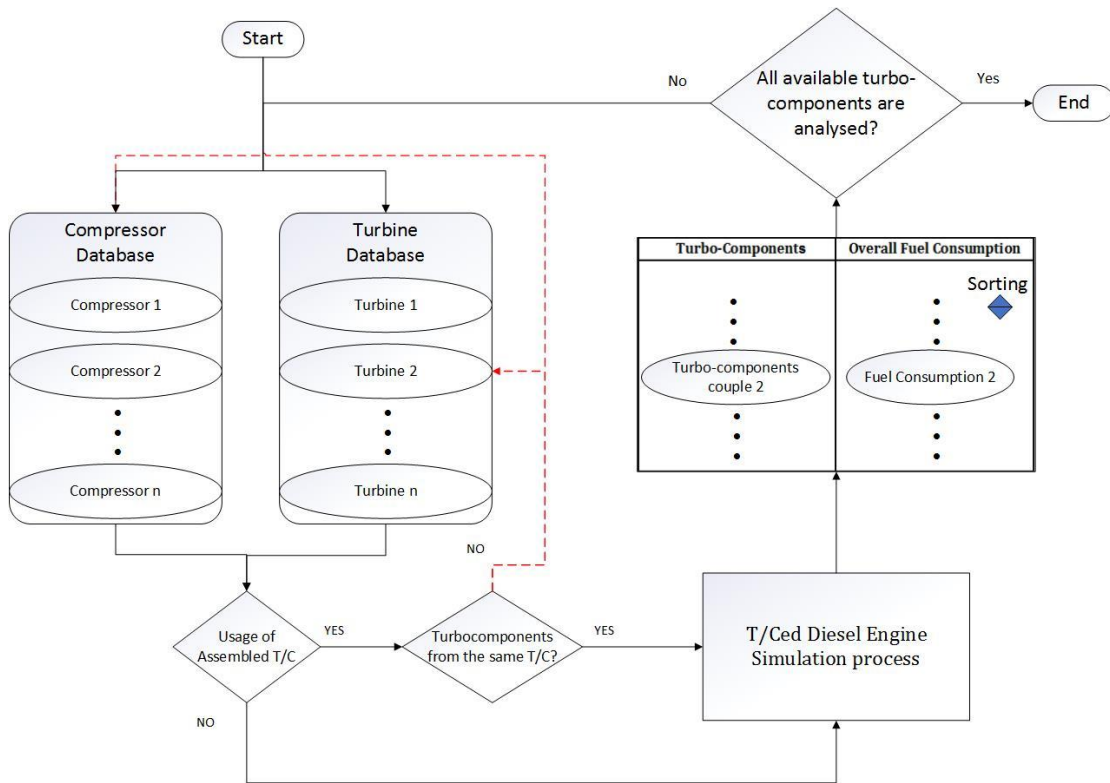 Start
No
All available turbo-
components are
analysed?
Yes
End
Compressor
Database
Compressor 1
Compressor 2
Compressor n
Turbine
Database
Turbine 1
Turbine 2
Turbine n
Turbo-Components
Overall Fuel Consumption
Sorting
Turbo-components
couple 2
Fuel Consumption 2
NO
Usage of
Assembled T/C
YES
Turbocomponents
from the same T/C?
YES
T/Ced Diesel Engine
Simulation process
NO